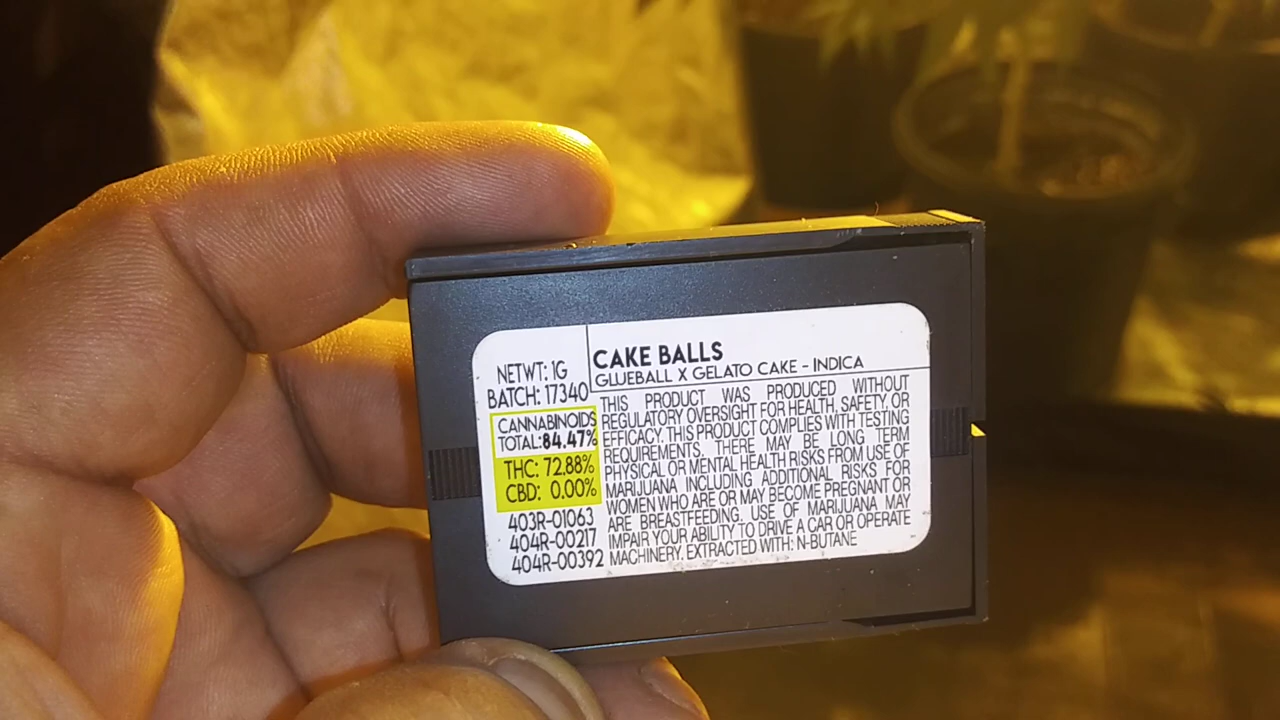 NETWT: 1G
BATCH: 17340
CANNABINOIDS
TOTAL:84.47%
THC: 72.88%
CBD: 0.00%
403R-01063
404R-00217
404R-00392
CAKE BALLS
GLUEBALL X GELATO CAKE - INDICA
THIS PRODUCT WAS PRODUCED WITHOUT
REGULATORY OVERSIGHT FOR HEALTH, SAFETY, OR
EFFICACY. THIS PRODUCT COMPLIES WITH TESTING
REQUIREMENTS. THERE MAY BE LONG TERM
PHYSICAL OR MENTAL HEALTH RISKS FROM USE OF
MARIJUANA INCLUDING ADDITIONAL RISKS FOR
WOMEN WHO ARE OR MAY BECOME PREGNANT OR
ARE BREASTFEEDING. USE OF MARIJUANA MAY
IMPAIR YOUR ABILITY TO DRIVE A CAR OR OPERATE
MACHINERY. EXTRACTED WITH: N-BUTANE